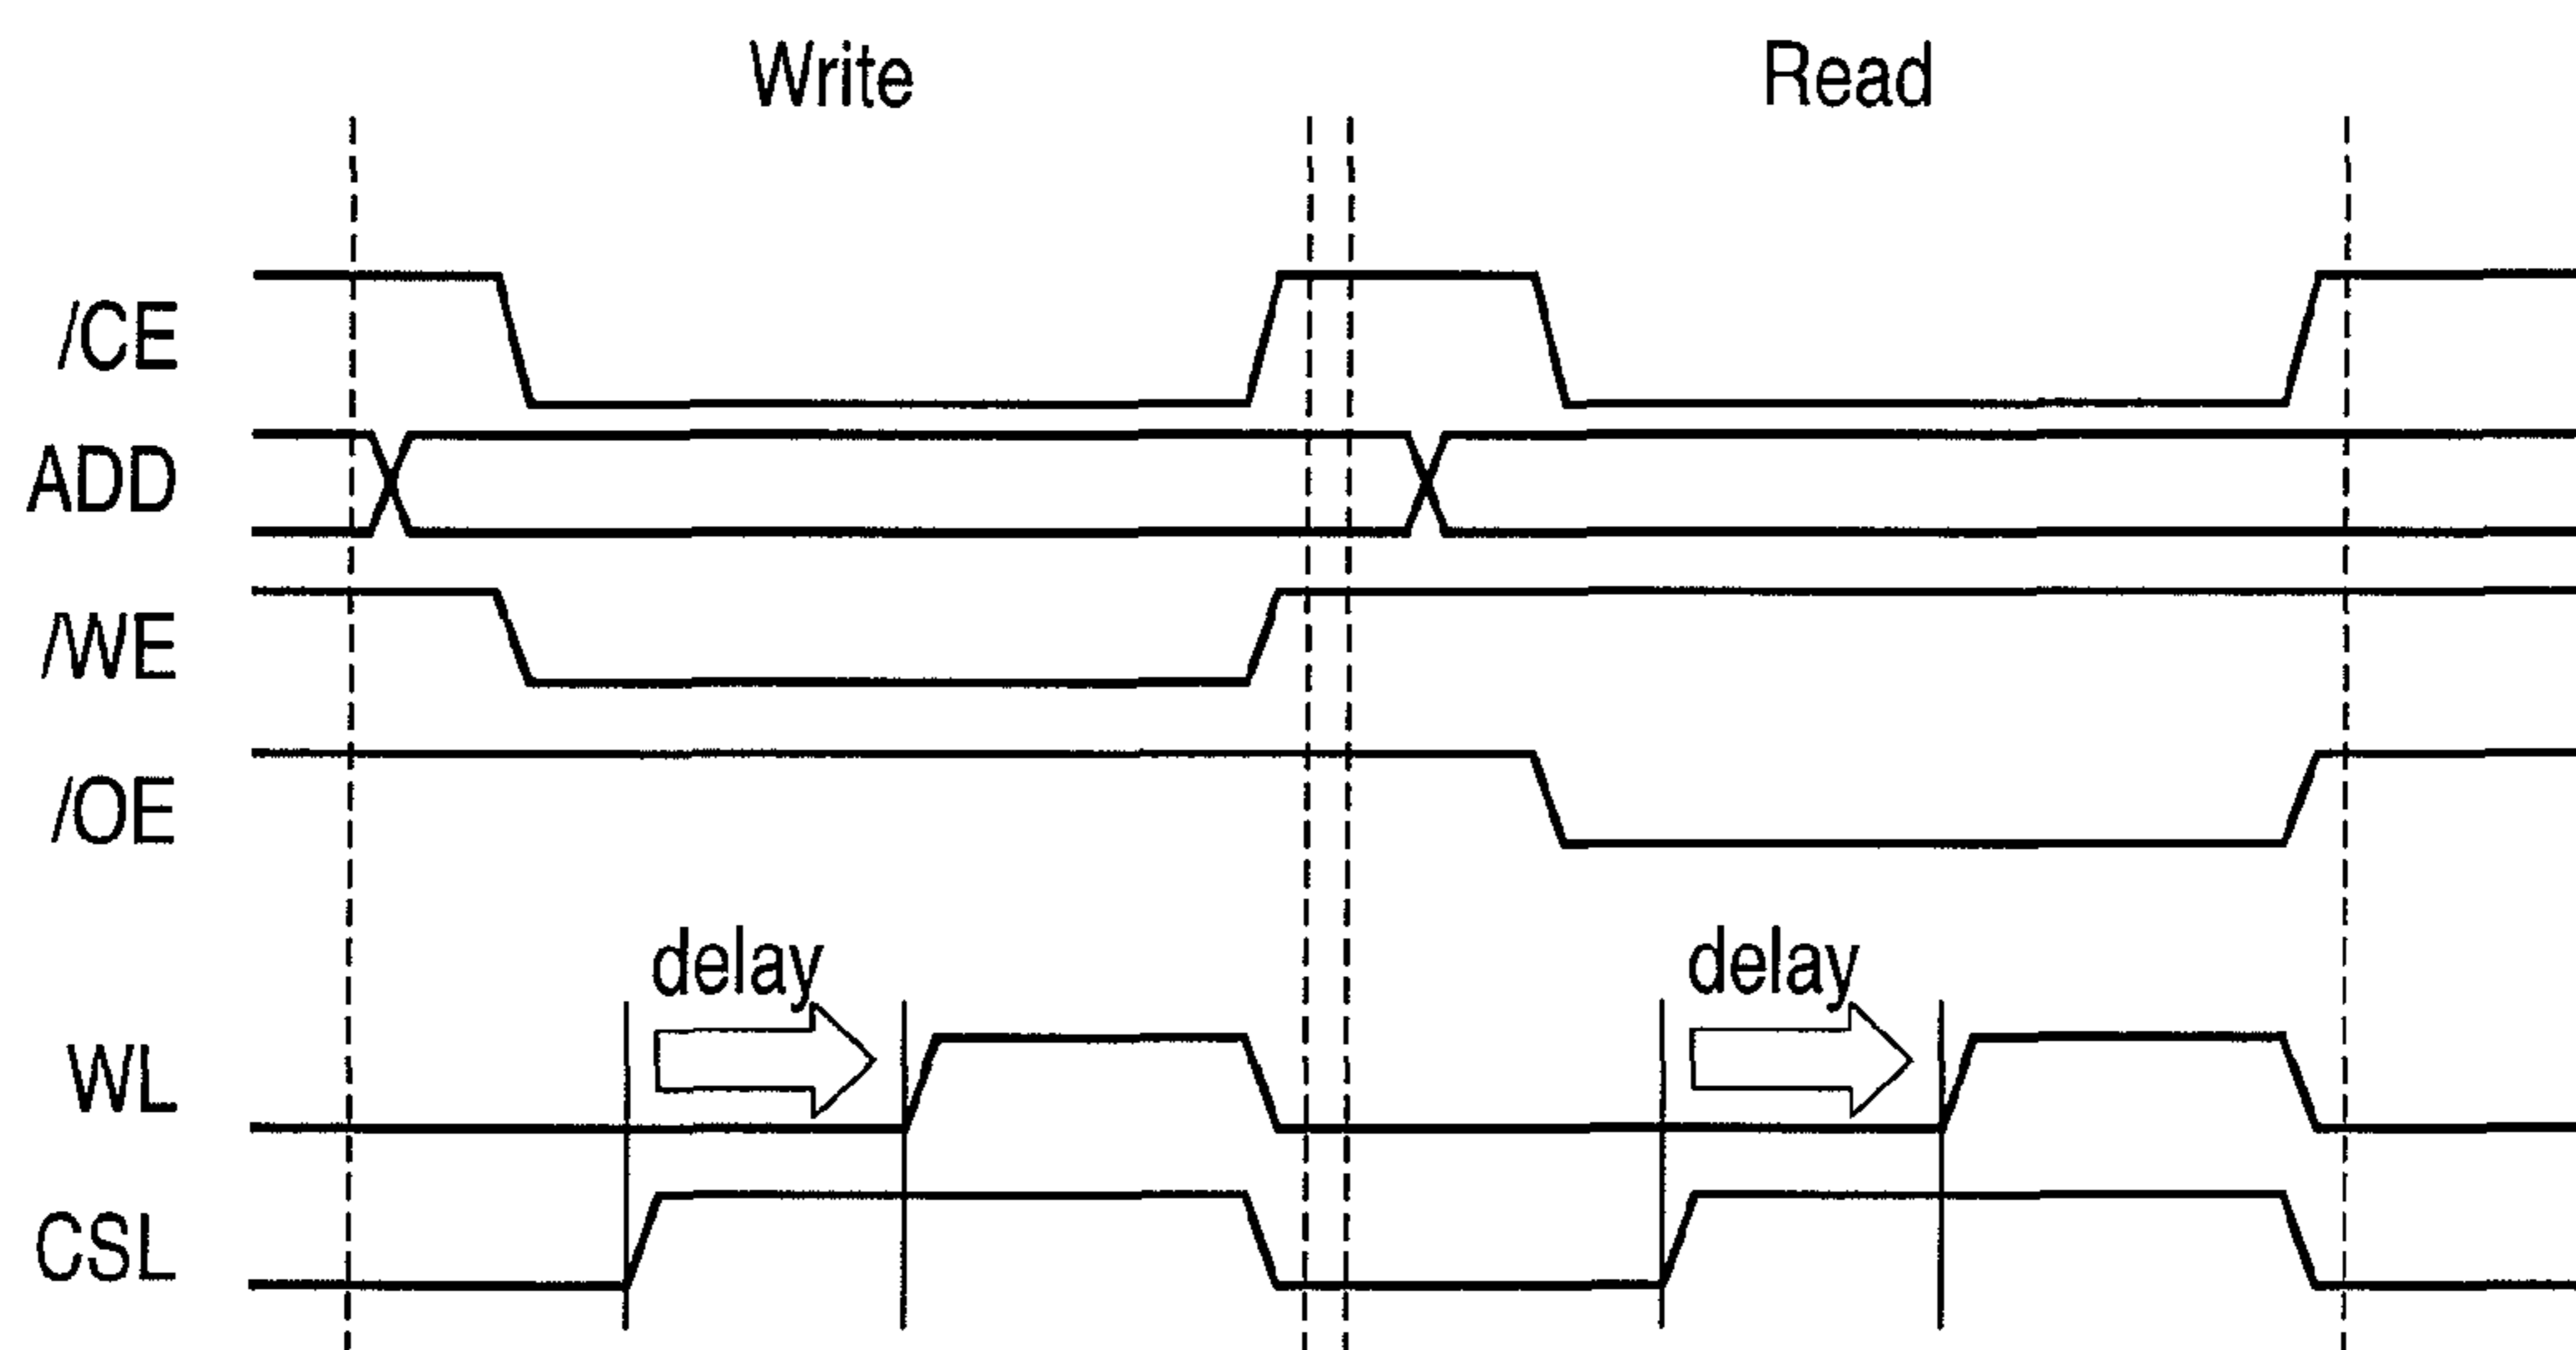 Write Read
/CE
ADD
/WE
/OE
delay delay
WL
CSL